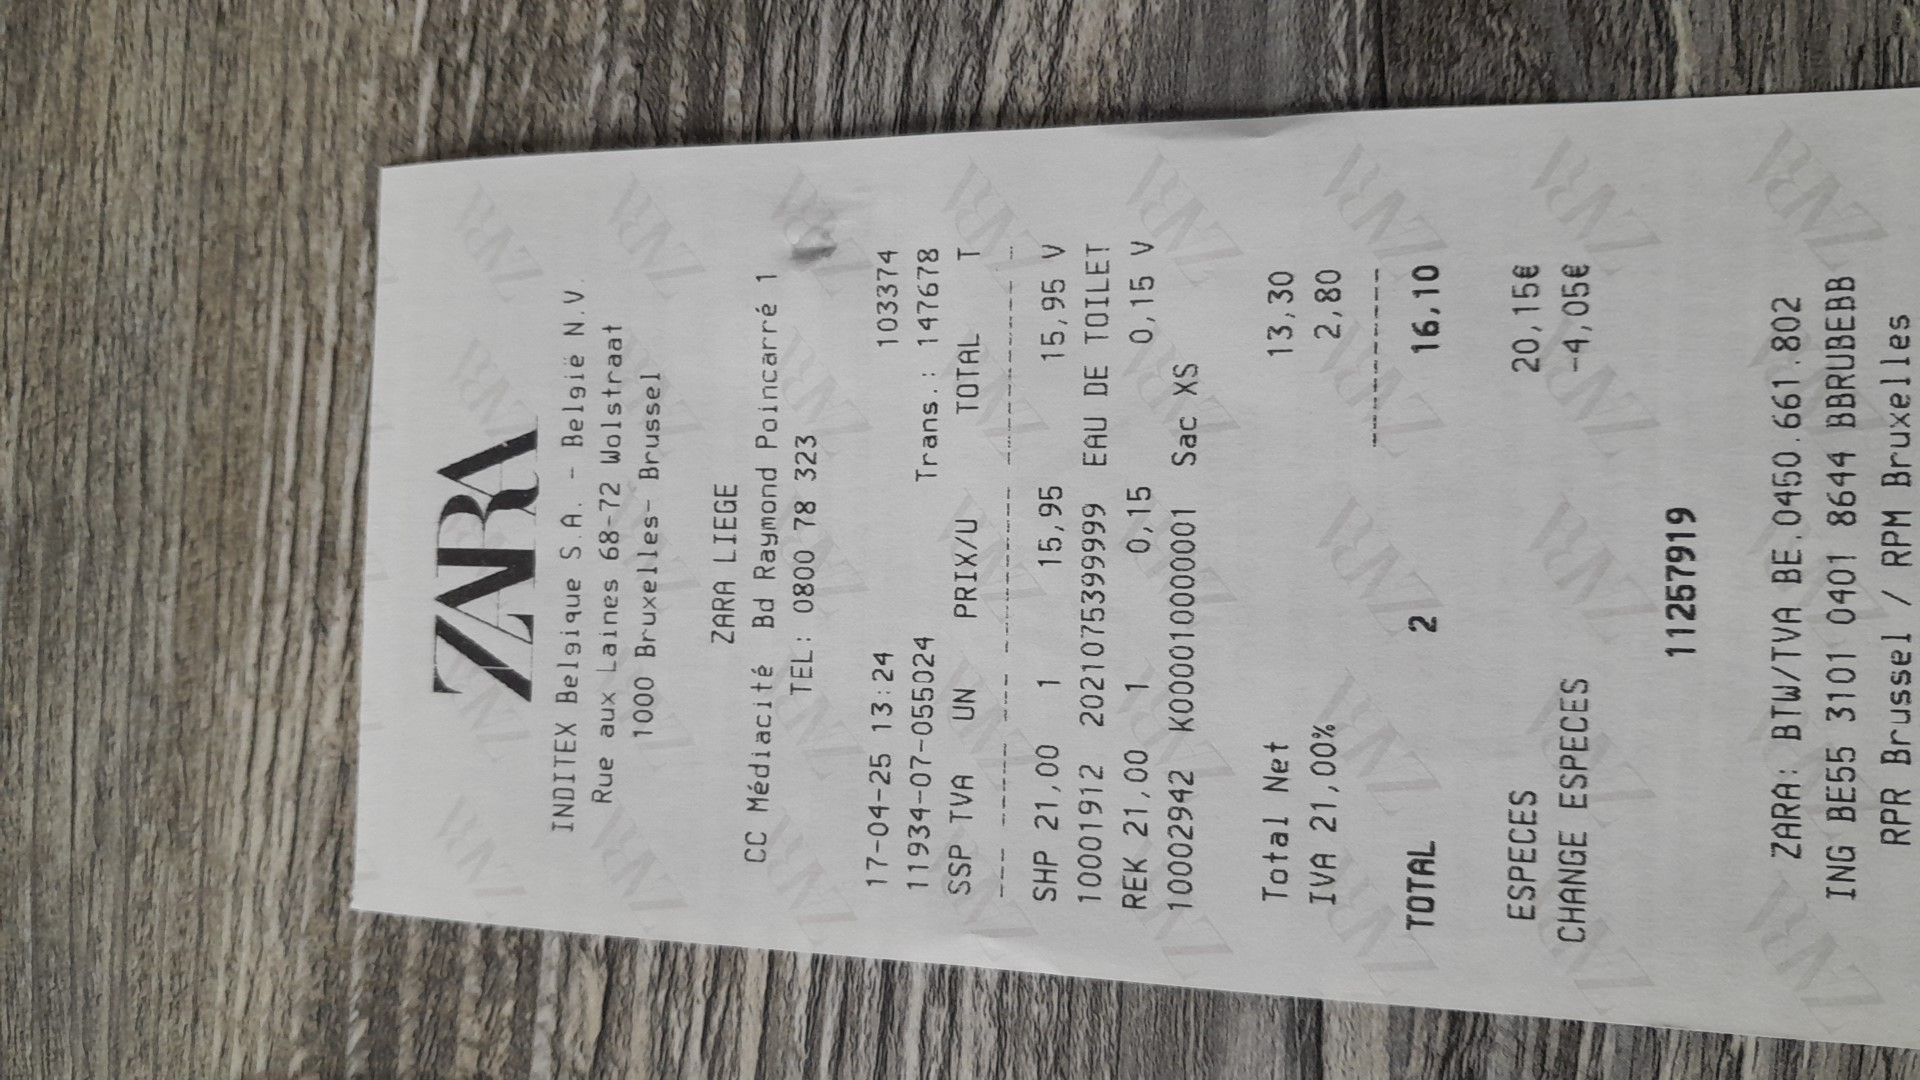 ZARA
INDITEX Belgique S.A. - België N.V.
Rue aux Laines 68-72 Wolstraat
1000 Bruxelles- Brussel
ZARA LIEGE
CC Médiacité Bd Raymond Poincarré 1
TEL: 0800 78 323
17-04-25 13:24 103374
11934-07-055024 Trans.: 147678
SSP TVA UN PRIX/U TOTAL T
SHP 21,00 1 15,95 15,95 V
10001912 20210753999999 EAU DE TOILET
REK 21,00 1 0,15 0,15 V
10002942 K0000100000001 Sac XS
Total Net 13,30
IVA 21,00% 2,80
TOTAL 2 16,10
ESPECES 20,15€
CHANGE ESPECES -4,05€
11257919
ZARA: BTW/TVA BE.0450.661.802
ING BE55 3101 0401 8644 BBRUBEBB
RPR Brussel / RPM Bruxelles